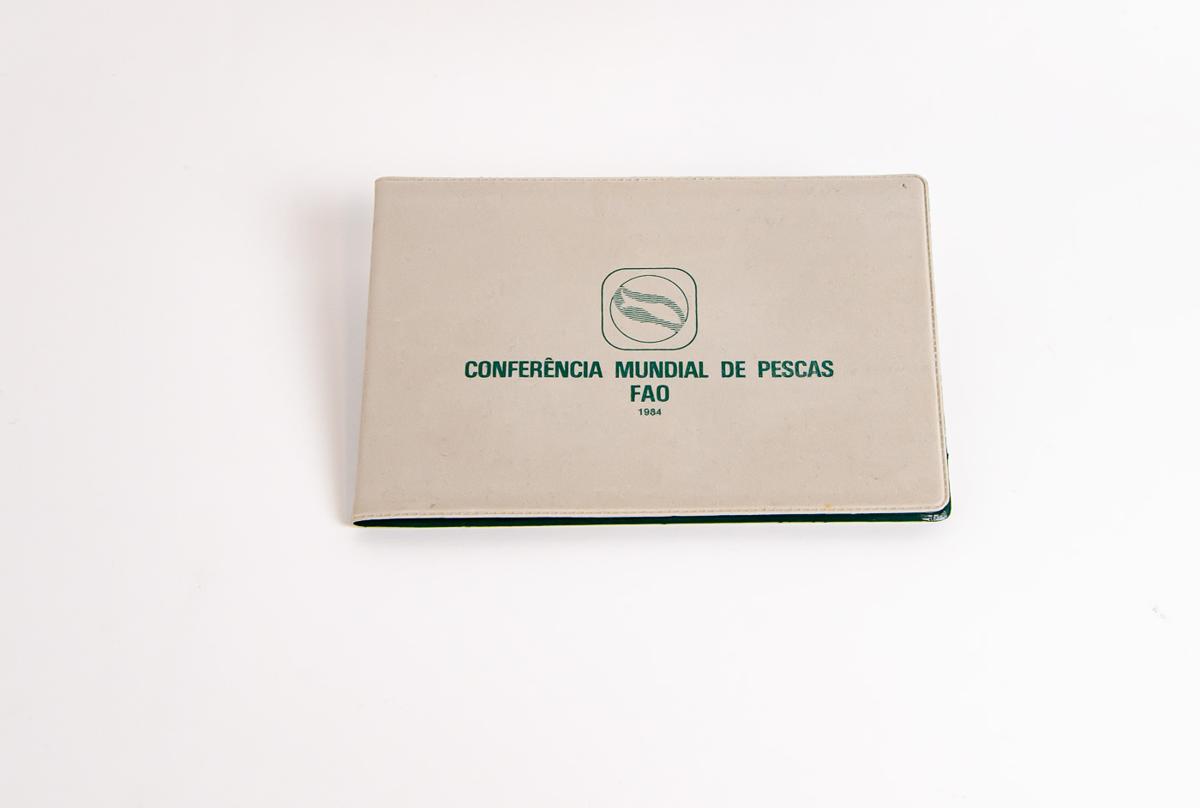 CONFERÊNCIA MUNDIAL DE PESCAS
FAO
1984